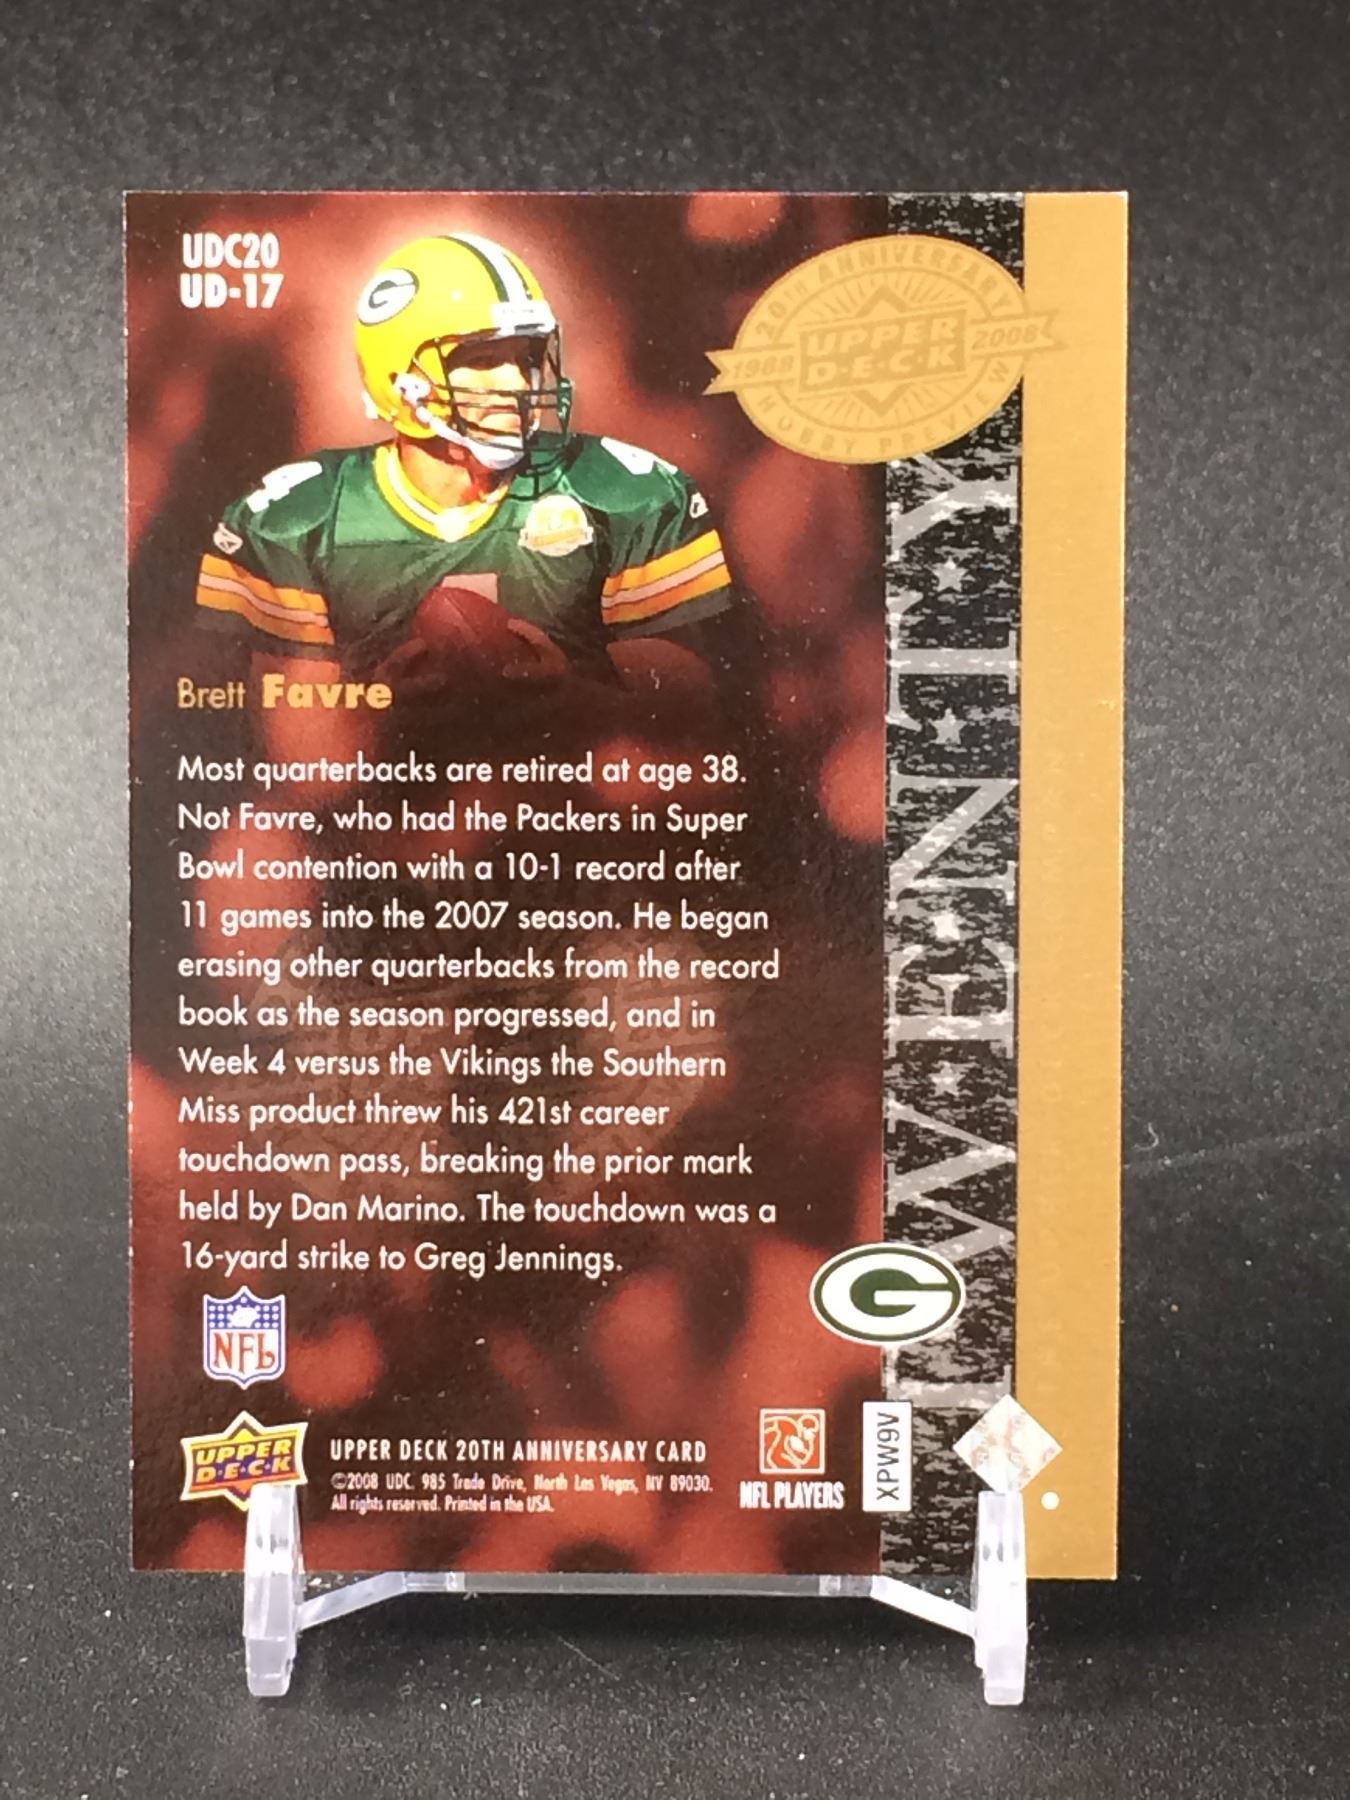 UDC20
UD-17
20TH ANNIVERSARY
1988 UPPER 2008
D·E·C·K
HOBBY PREVIEW
G
4
TWENTY
Brett Favre
Most quarterbacks are retired at age 38.
Not Favre, who had the Packers in Super
Bowl contention with a 10-1 record after
11 games into the 2007 season. He began
erasing other quarterbacks from the record
book as the season progressed, and in
Week 4 versus the Vikings the Southern
Miss product threw his 421st career
touchdown pass, breaking the prior mark
held by Dan Marino. The touchdown was a
16-yard strike to Greg Jennings.
G
NFL
UPPER
D·E·C·K
UPPER DECK 20TH ANNIVERSARY CARD
©2008 UDC. 985 Trade Drive, North Las Vegas, NV 89030.
All rights reserved. Printed in the USA.
NFL PLAYERS
XPMW6V